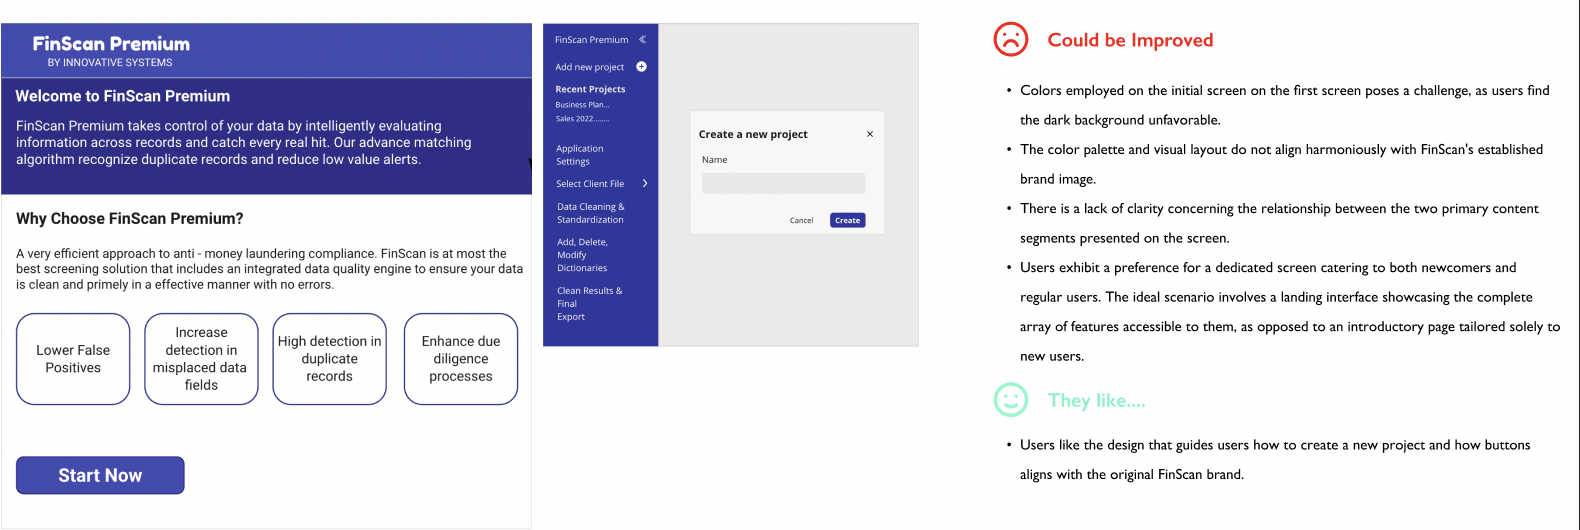 FinScan Premium
BY INNOVATIVE SYSTEMS
Welcome to FinScan Premium
FinScan Premium takes control of your data by intelligently evaluating
information across records and catch every real hit. Our advance matching
algorithm recognize duplicate records and reduce low value alerts.
Why Choose FinScan Premium?
A very efficient approach to anti - money laundering compliance. FinScan is at most the
best screening solution that includes an integrated data quality engine to ensure your data
is clean and primely in a effective manner with no errors.
Lower False
Positives
Increase
detection in
misplaced data
fields
High detection in
duplicate
records
Enhance due
diligence
processes
Start Now
FinScan Premium
Add new project
Recent Projects
Business Plan...
Sales 2022........
Application
Settings
Select Client File
Data Cleaning &
Standardization
Add, Delete,
Modify
Dictionaries
Clean Results &
Final
Export
Create a new project
Name
Cancel
Create
Could be Improved
• Colors employed on the initial screen on the first screen poses a challenge, as users find
the dark background unfavorable.
• The color palette and visual layout do not align harmoniously with FinScan's established
brand image.
• There is a lack of clarity concerning the relationship between the two primary content
segments presented on the screen.
• Users exhibit a preference for a dedicated screen catering to both newcomers and
regular users. The ideal scenario involves a landing interface showcasing the complete
array of features accessible to them, as opposed to an introductory page tailored solely to
new users.
They like....
• Users like the design that guides users how to create a new project and how buttons
aligns with the original FinScan brand.